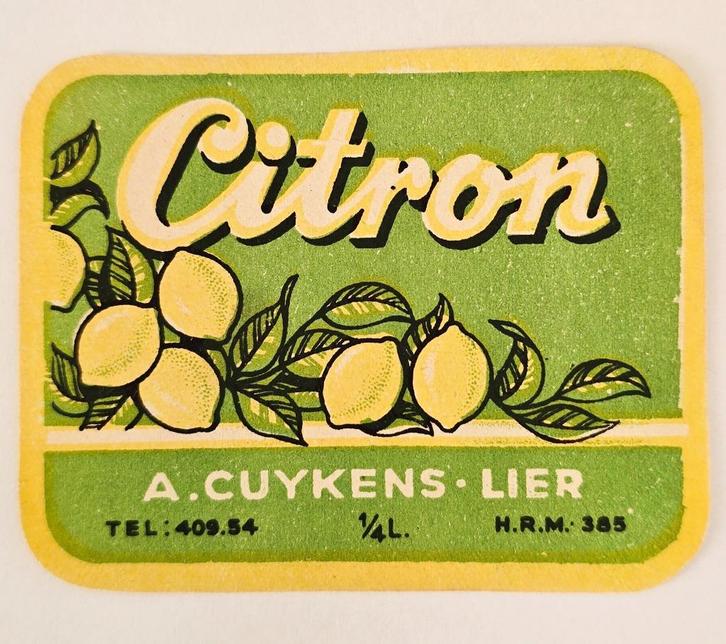 Citron
A.CUYKENS · LIER
TEL: 409.54 ¼L. H.R.M. 385